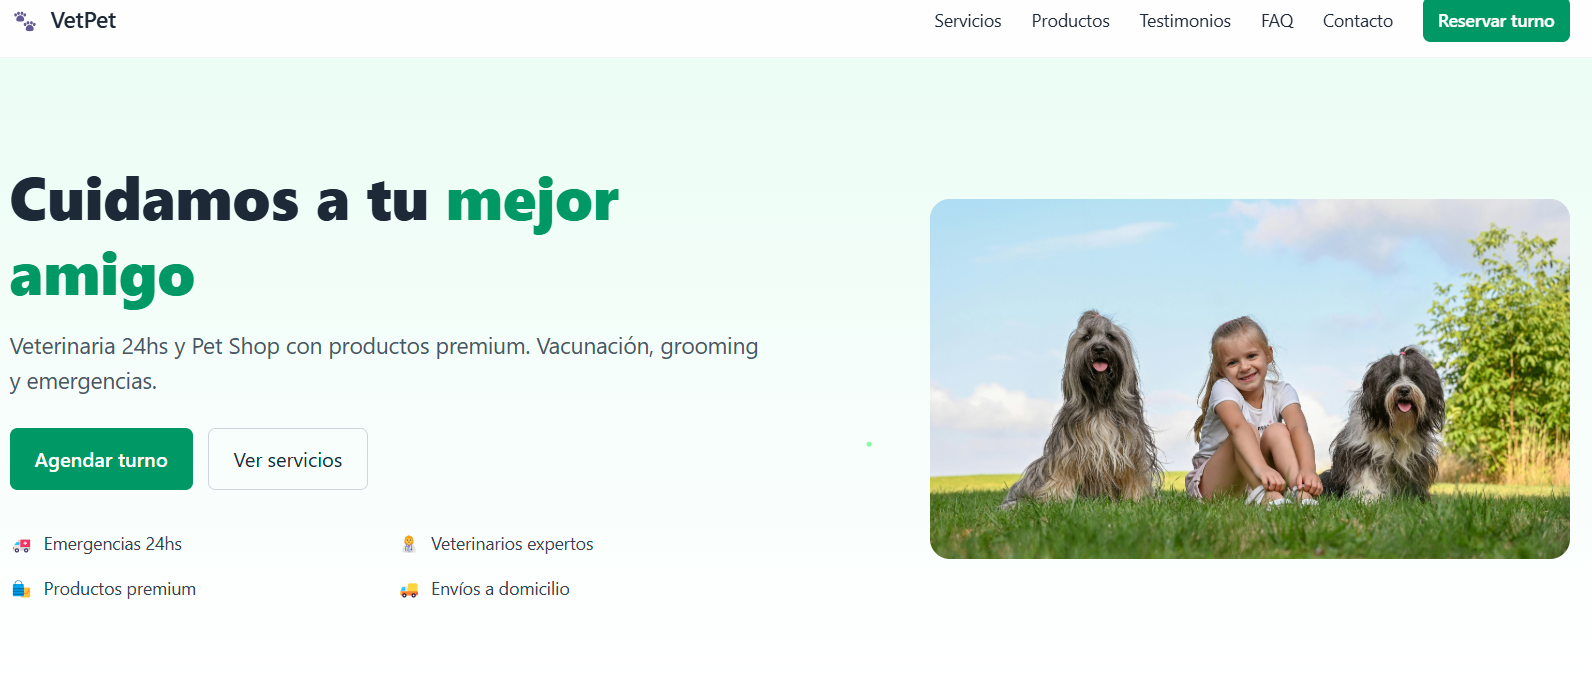 VetPet
Servicios
Productos
Testimonios
FAQ
Contacto
Reservar turno
Cuidamos a tu mejor
amigo
Veterinaria 24hs y Pet Shop con productos premium. Vacunación, grooming
y emergencias.
Agendar turno
Ver servicios
Emergencias 24hs
Veterinarios expertos
Productos premium
Envíos a domicilio